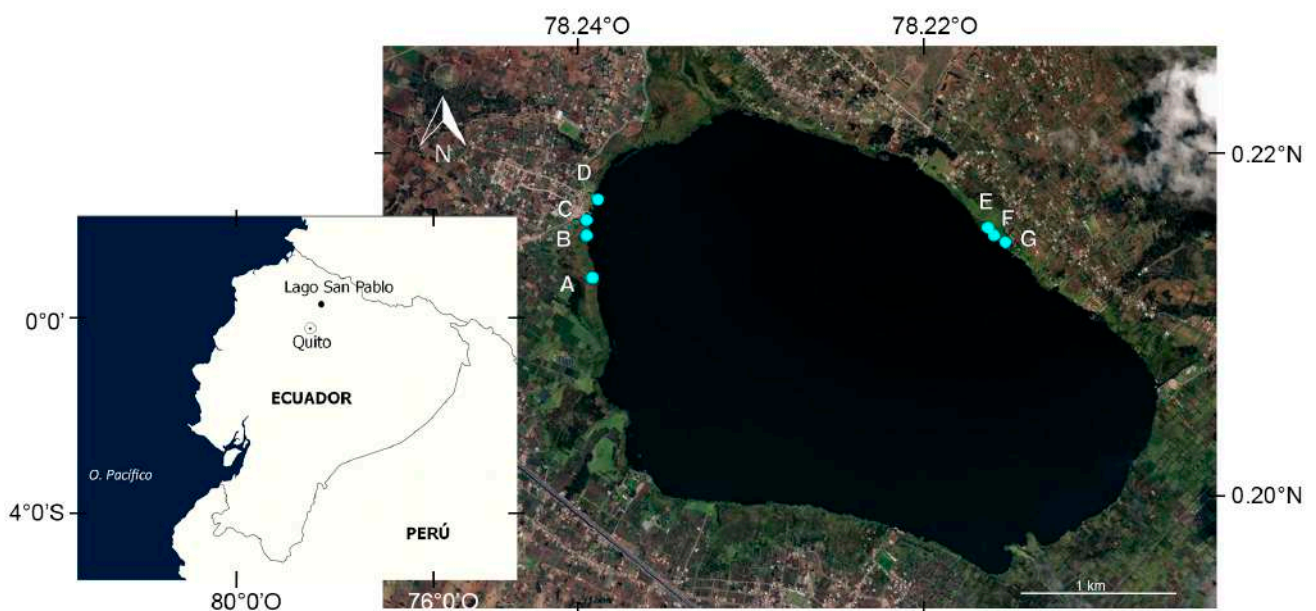 78.24°O 78.22°O
N
0.22°N
D
C
B
A
E
F
G
Lago San Pablo
0°0'
Quito
ECUADOR
O. Pacífico
4°0'S
PERÚ
0.20°N
1 km
80°0'O 76°0'O